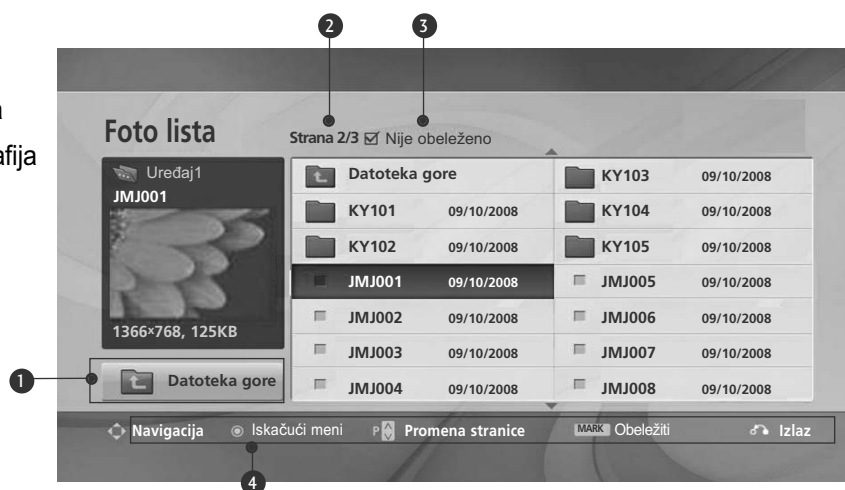 2 3
a
afija
Foto lista
Strana 2/3 Nije obeleženo
Uređaj1
JMJ001
1366×768, 125KB
1 Datoteka gore
Datoteka gore
KY101 09/10/2008
KY102 09/10/2008
JMJ001 09/10/2008
JMJ002 09/10/2008
JMJ003 09/10/2008
JMJ004 09/10/2008
KY103 09/10/2008
KY104 09/10/2008
KY105 09/10/2008
JMJ005 09/10/2008
JMJ006 09/10/2008
JMJ007 09/10/2008
JMJ008 09/10/2008
Navigacija Iskačući meni P Promena stranice MARK Obeležiti Izlaz
4